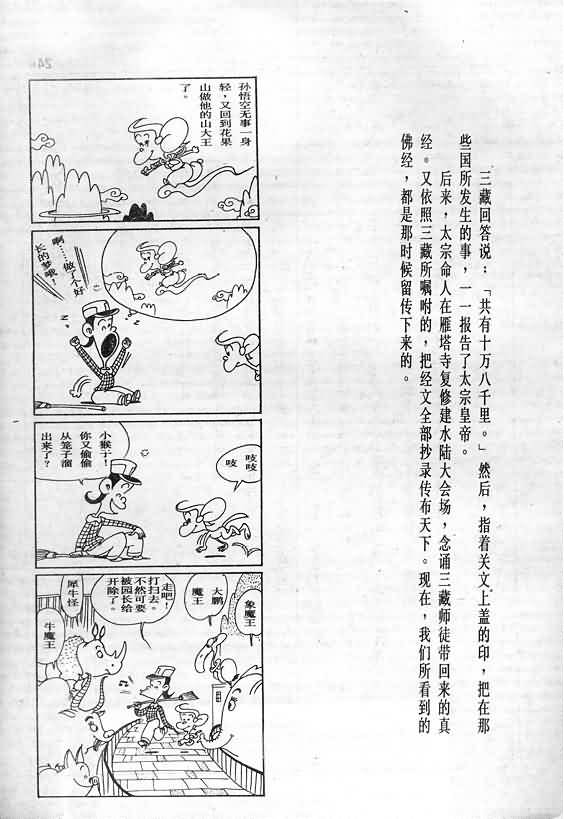 三藏回答说：「共有十万八千里。」然后，指着关文上盖的印，把在那
些国所发生的事，一一报告了太宗皇帝。
后来，太宗命人在雁塔寺复修建水陆大会场，念诵三藏师徒带回来的真
经。又依照三藏所嘱咐的，把经文全部抄录传布天下。现在，我们所看到的
佛经，都是那时候留传下来的。
孙悟空无事一身
轻，又回到花果
山做他的山大王
了。
啊……做了个好
长的梦哦！
小猴子！
你又偷偷
从笼子溜
出来了？
吱吱
吱吱
走吧！
打扫去。
不然可要
被园长给
开除了。
象魔王
大鹏
魔王
犀牛怪
牛魔王
24